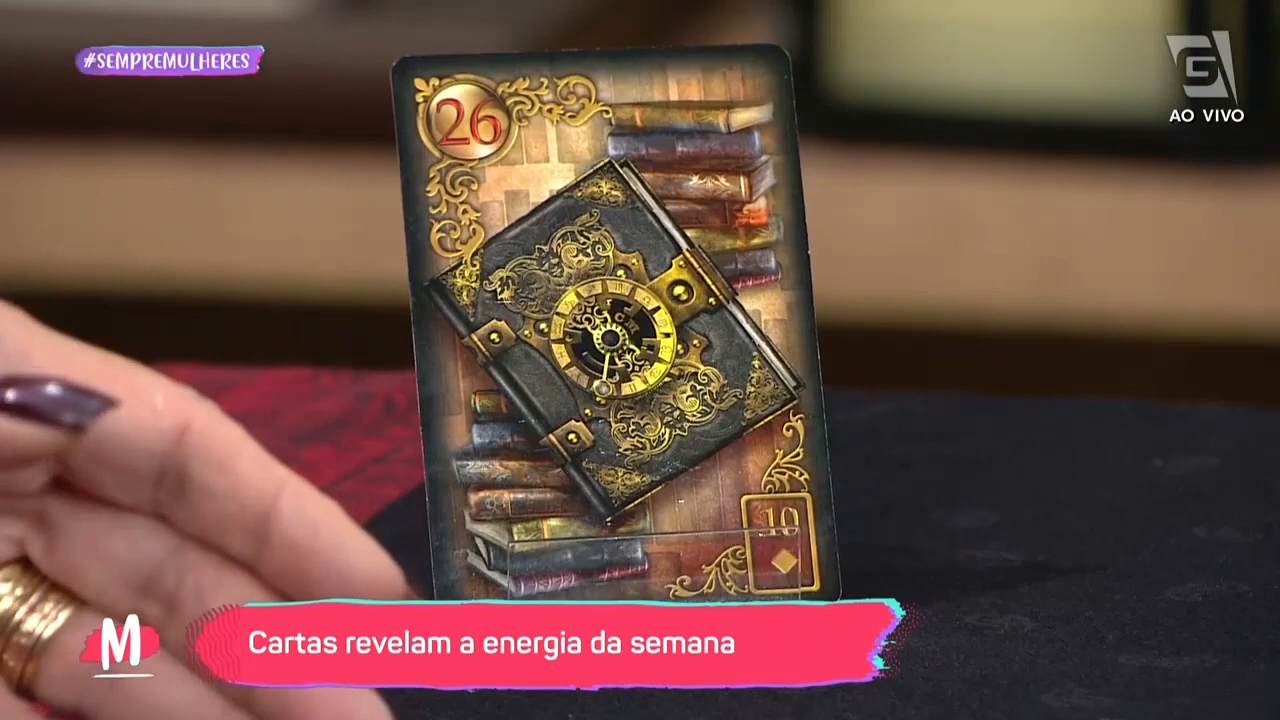 #SEMPREMULHERES
G
AO VIVO
26
10
M
Cartas revelam a energia da semana